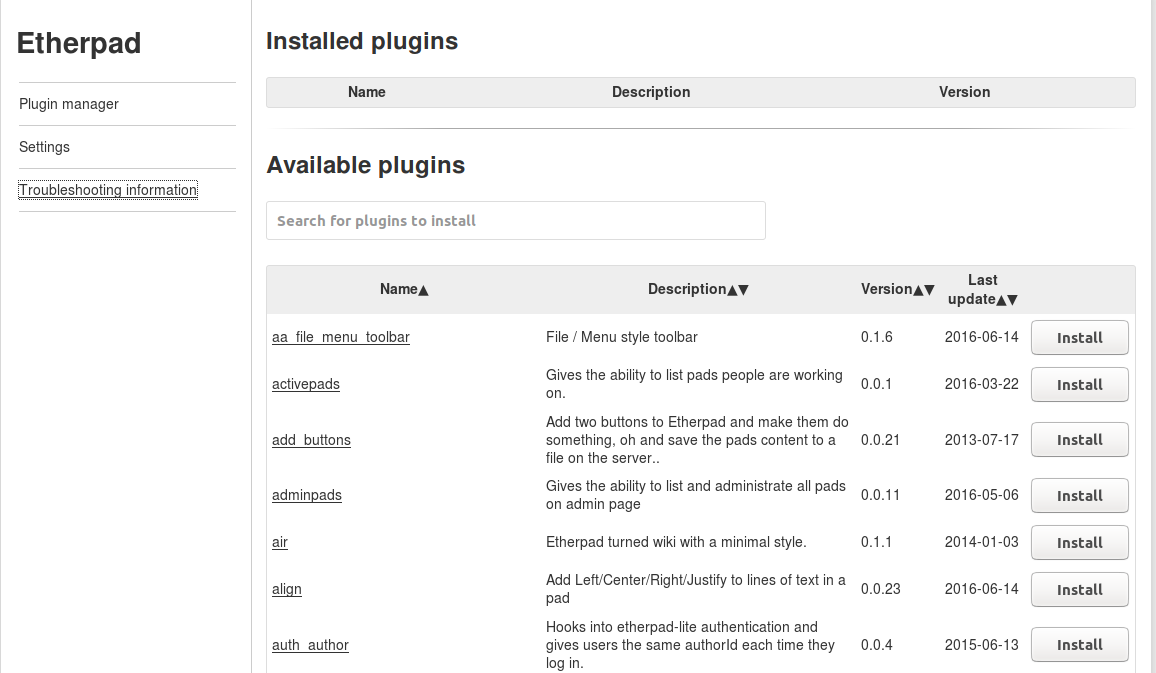 Etherpad
Plugin manager
Settings
Troubleshooting information
Installed plugins
Name Description Version
Available plugins
Search for plugins to install
Name▲ Description▲▼ Version▲▼ Last
update▲▼
aa_file_menu_toolbar File / Menu style toolbar 0.1.6 2016-06-14 Install
activepads Gives the ability to list pads people are working
on. 0.0.1 2016-03-22 Install
add_buttons Add two buttons to Etherpad and make them do
something, oh and save the pads content to a
file on the server.. 0.0.21 2013-07-17 Install
adminpads Gives the ability to list and administrate all pads
on admin page 0.0.11 2016-05-06 Install
air Etherpad turned wiki with a minimal style. 0.1.1 2014-01-03 Install
align Add Left/Center/Right/Justify to lines of text in a
pad 0.0.23 2016-06-14 Install
auth_author Hooks into etherpad-lite authentication and
gives users the same authorId each time they
log in. 0.0.4 2015-06-13 Install